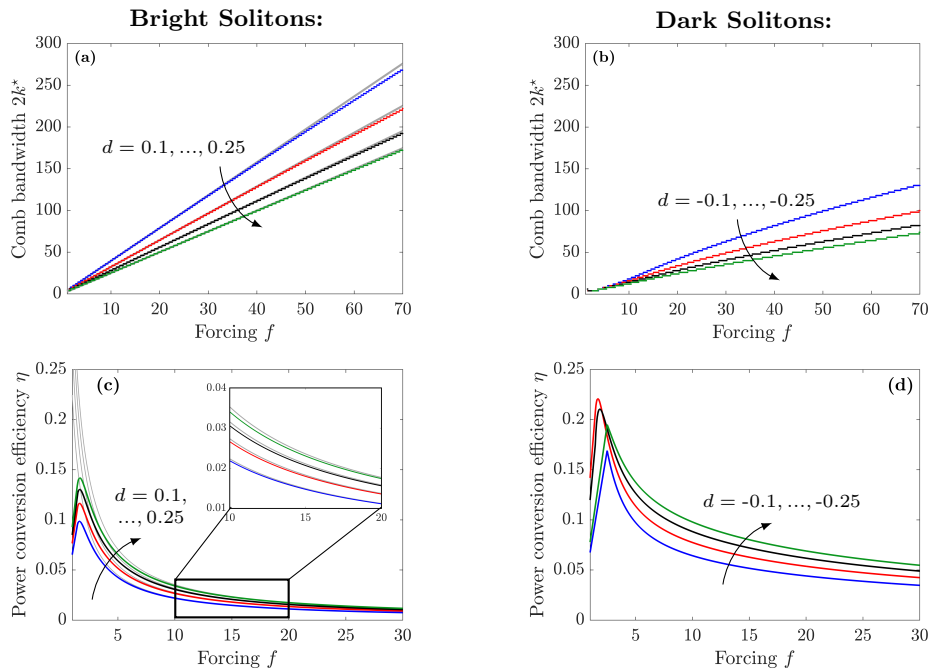 Bright Solitons:
Dark Solitons:
(a)
Comb bandwidth 2k⋆
300
250
200
150
100
50
0
d = 0.1, ..., 0.25
10 20 30 40 50 60 70
Forcing f
(b)
Comb bandwidth 2k⋆
300
250
200
150
100
50
0
d = -0.1, ..., -0.25
10 20 30 40 50 60 70
Forcing f
(c)
Power conversion efficiency η
0.25
0.2
0.15
0.1
0.05
0
d = 0.1,
..., 0.25
0.04
0.03
0.02
0.01
10 15 20
5 10 15 20 25 30
Forcing f
(d)
Power conversion efficiency η
0.25
0.2
0.15
0.1
0.05
0
d = -0.1, ..., -0.25
5 10 15 20 25 30
Forcing f